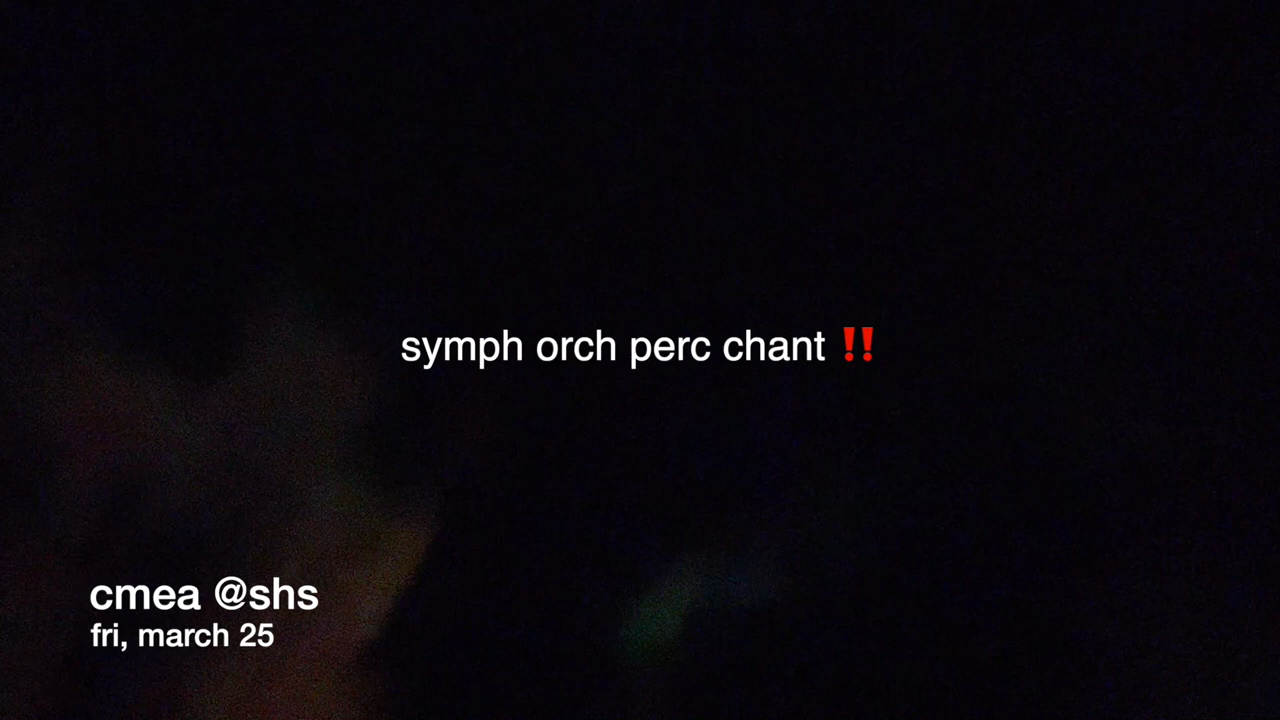 symph orch perc chant ‼️
cmea @shs
fri, march 25